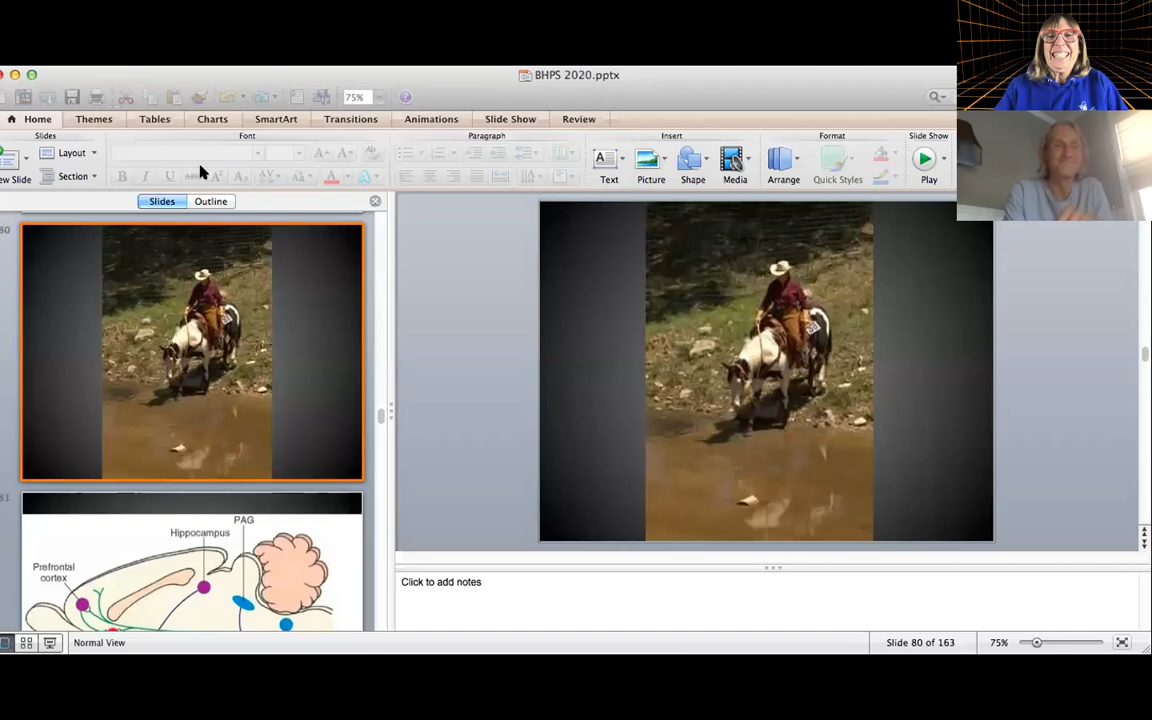 BHPS 2020.pptx
75%
Home Themes Tables Charts SmartArt Transitions Animations Slide Show Review
Slides Font Paragraph Insert Format Slide Show
Layout
Section
Text Picture Shape Media Arrange Quick Styles Play
Slides Outline
80
81
PAG
Hippocampus
Prefrontal
cortex
Click to add notes
Normal View Slide 80 of 163 75%